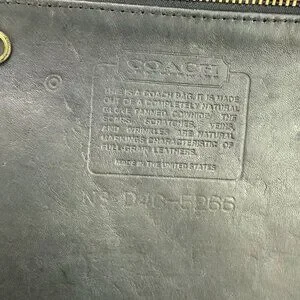 ©
COACH
THIS IS A COACH BAG. IT IS MADE
OUT OF A COMPLETELY NATURAL
GLOVE TANNED COWHIDE. THE
SCARS, SCRATCHES, VEINS,
AND WRINKLES ARE NATURAL
MARKINGS CHARACTERISTIC OF
FULL GRAIN LEATHERS.
MADE IN THE UNITED STATES
Nº D4C-5266